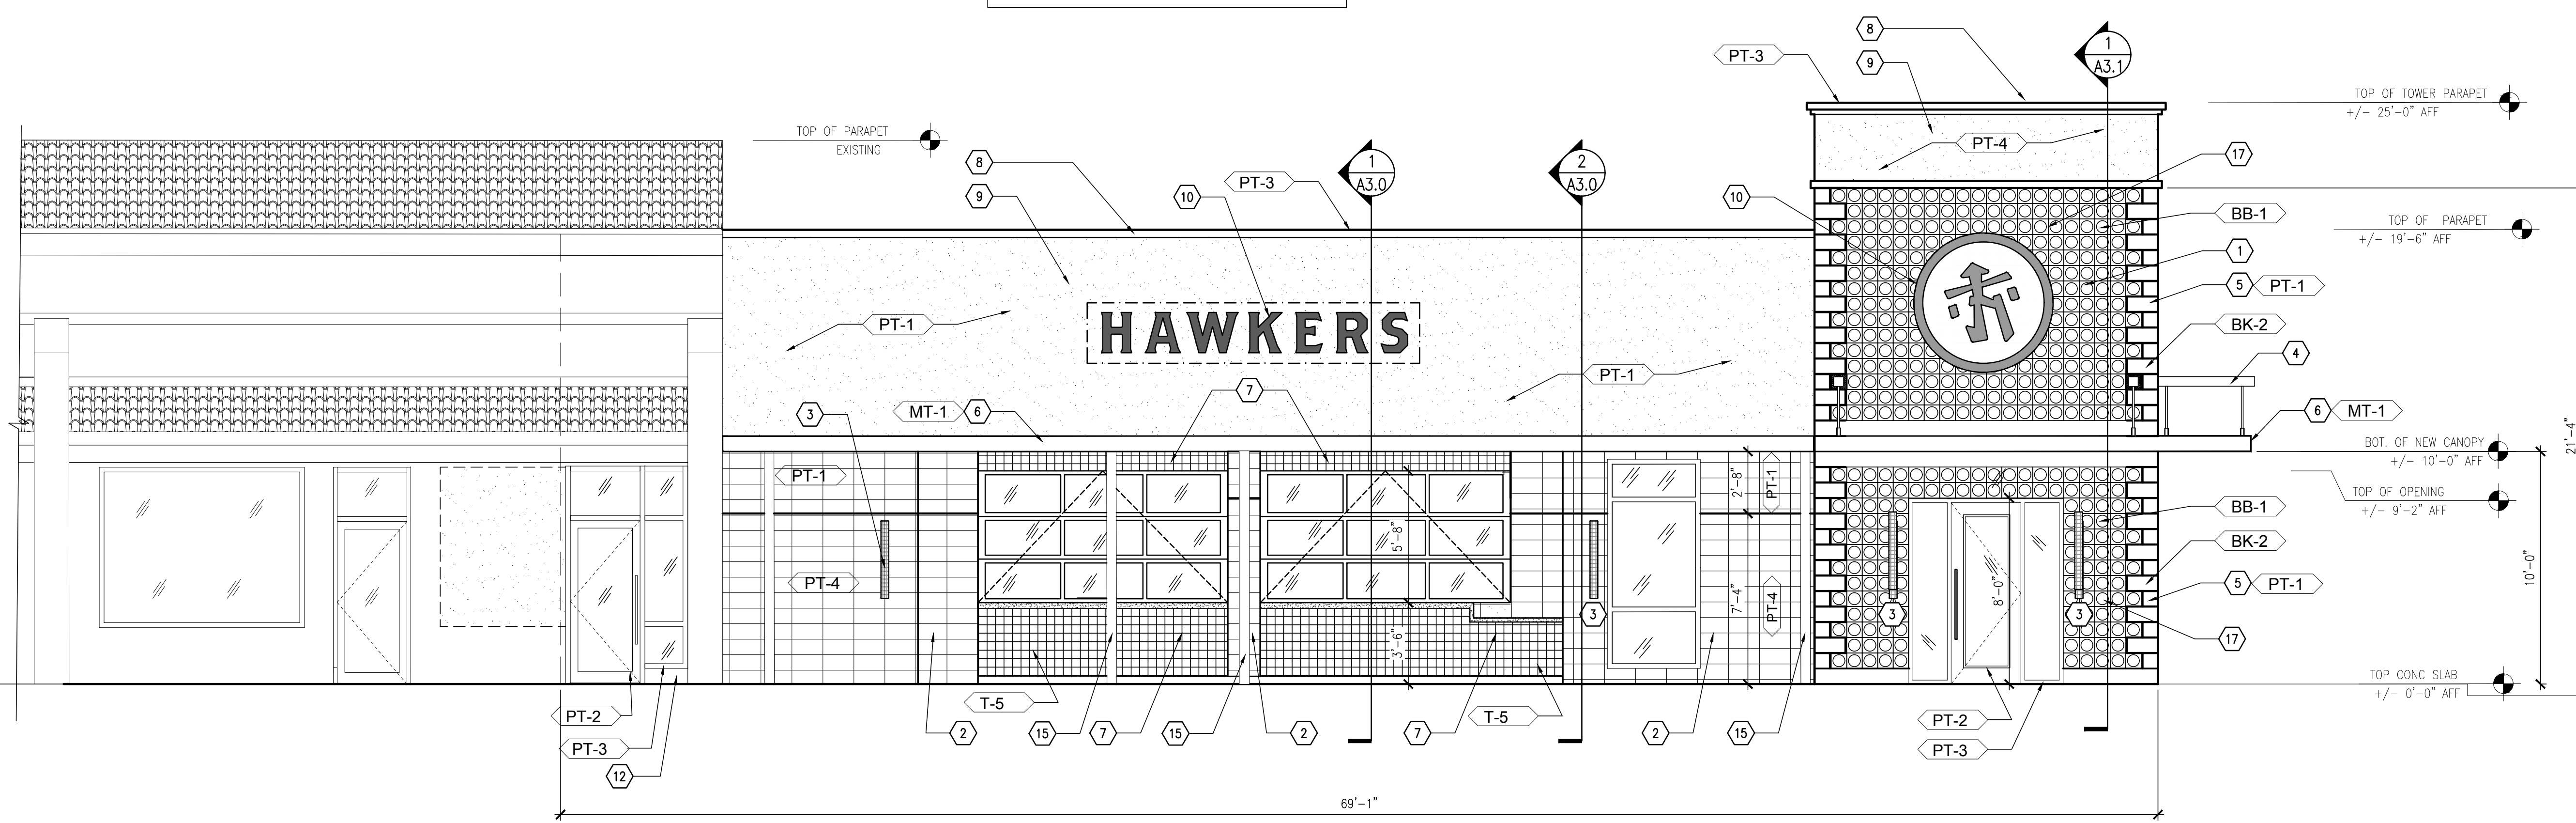 8
PT-3
9
1
A3.1
TOP OF TOWER PARAPET
+/- 25'-0" AFF
TOP OF PARAPET
EXISTING
PT-4
17
8
PT-3
1
A3.0
2
A3.0
9
10
10
BB-1
TOP OF PARAPET
+/- 19'-6" AFF
1
5
PT-1
PT-1
HAWKERS
BK-2
PT-1
4
7
3
MT-1
6
6
MT-1
BOT. OF NEW CANOPY
+/- 10'-0" AFF
21'-4"
PT-1
2'-8"
PT-1
TOP OF OPENING
+/- 9'-2" AFF
BB-1
5'-8"
BK-2
PT-4
7'-4"
PT-4
8'-0"
5
PT-1
10'-0"
3
3
3
3'-6"
17
TOP CONC SLAB
+/- 0'-0" AFF
T-5
T-5
PT-2
PT-2
2
15
7
15
2
7
2
15
PT-3
PT-3
12
69'-1"